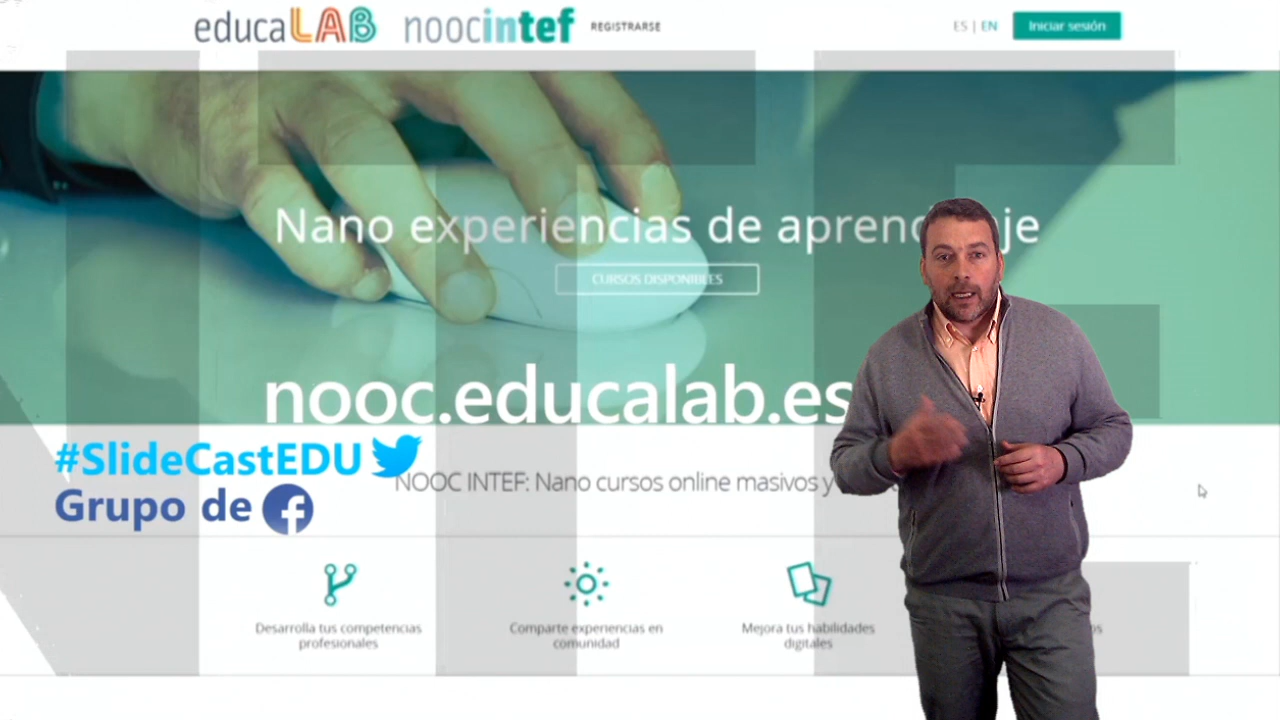 educaLAB noocintef REGISTRARSE ES | EN Iniciar sesión
Nano experiencias de aprendizaje
CURSOS DISPONIBLES
nooc.educalab.es
#SlideCastEDU
Grupo de f
NOOC INTEF: Nano cursos online masivos y
Desarrolla tus competencias
profesionales
Comparte experiencias en
comunidad
Mejora tus habilidades
digitales